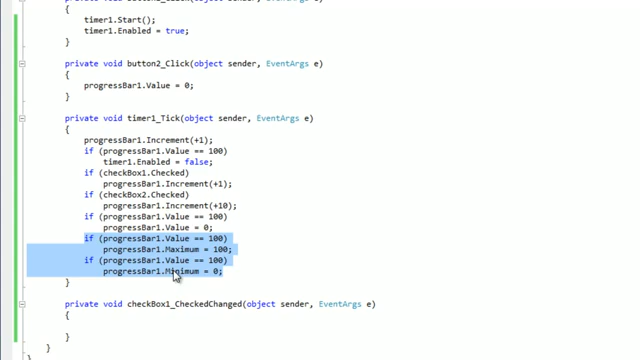 {
timer1.Start();
timer1.Enabled = true;
}
private void button2_Click(object sender, EventArgs e)
{
progressBar1.Value = 0;
}
private void timer1_Tick(object sender, EventArgs e)
{
progressBar1.Increment(+1);
if (progressBar1.Value == 100)
timer1.Enabled = false;
if (checkBox1.Checked)
progressBar1.Increment(+1);
if (checkBox2.Checked)
progressBar1.Increment(+10);
if (progressBar1.Value == 100)
progressBar1.Value = 0;
if (progressBar1.Value == 100)
progressBar1.Maximum = 100;
if (progressBar1.Value == 100)
progressBar1.Minimum = 0;
}
private void checkBox1_CheckedChanged(object sender, EventArgs e)
{
}
}
}